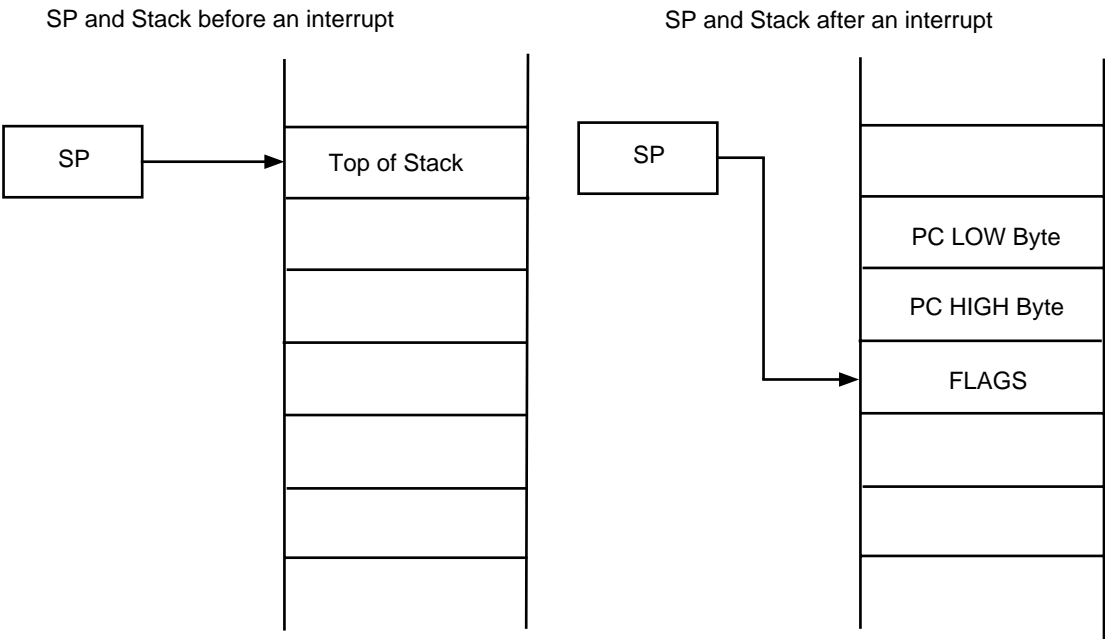 SP and Stack before an interrupt
SP and Stack after an interrupt
SP
Top of Stack
SP
PC LOW Byte
PC HIGH Byte
FLAGS